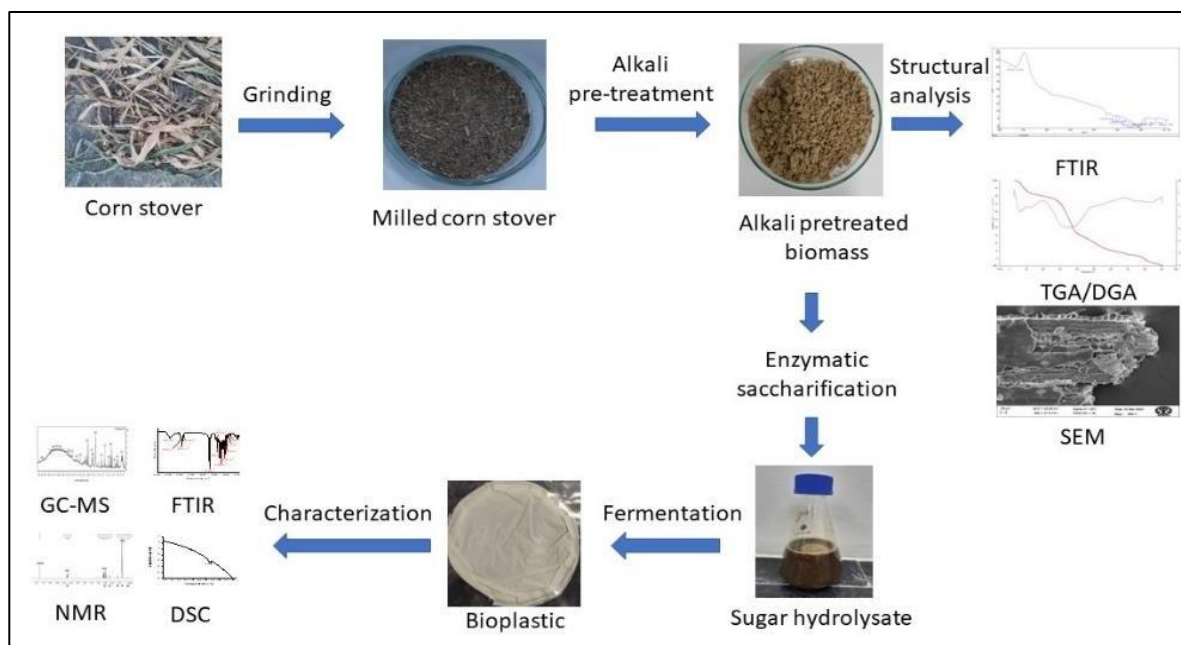 Grinding
Alkali
pre-treatment
Structural
analysis
Corn stover
Milled corn stover
Alkali pretreated
biomass
FTIR
TGA/DGA
SEM
Enzymatic
saccharification
Sugar hydrolysate
Fermentation
Bioplastic
Characterization
GC-MS
FTIR
NMR
DSC